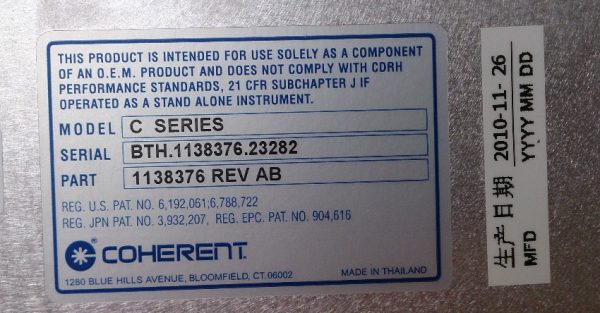 THIS PRODUCT IS INTENDED FOR USE SOLELY AS A COMPONENT
OF AN O.E.M. PRODUCT AND DOES NOT COMPLY WITH CDRH
PERFORMANCE STANDARDS, 21 CFR SUBCHAPTER J IF
OPERATED AS A STAND ALONE INSTRUMENT.
MODEL C SERIES
SERIAL BTH.1138376.23282
PART 1138376 REV AB
REG. U.S. PAT. NO. 6,192,061;6,788,722
REG. JPN PAT. NO. 3,932,207, REG. EPC. PAT. NO. 904,616
COHERENT.
1280 BLUE HILLS AVENUE, BLOOMFIELD, CT. 06002
MADE IN THAILAND
生产日期 2010-11-26
MFD YYYY MM DD